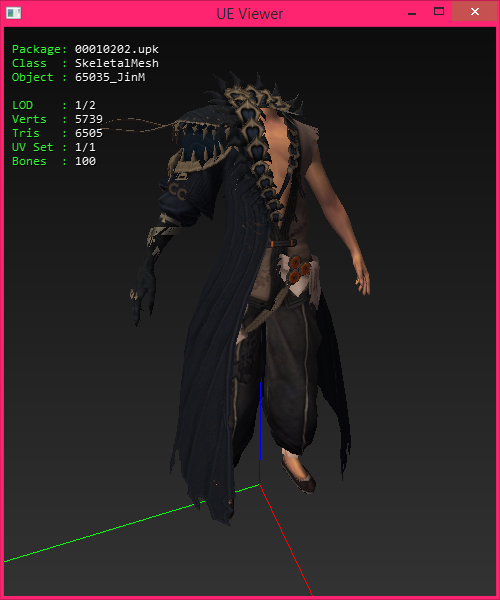 UE Viewer
Package: 00010202.upk
Class : SkeletalMesh
Object : 65035_JinM
LOD : 1/2
Verts : 5739
Tris : 6505
UV Set : 1/1
Bones : 100